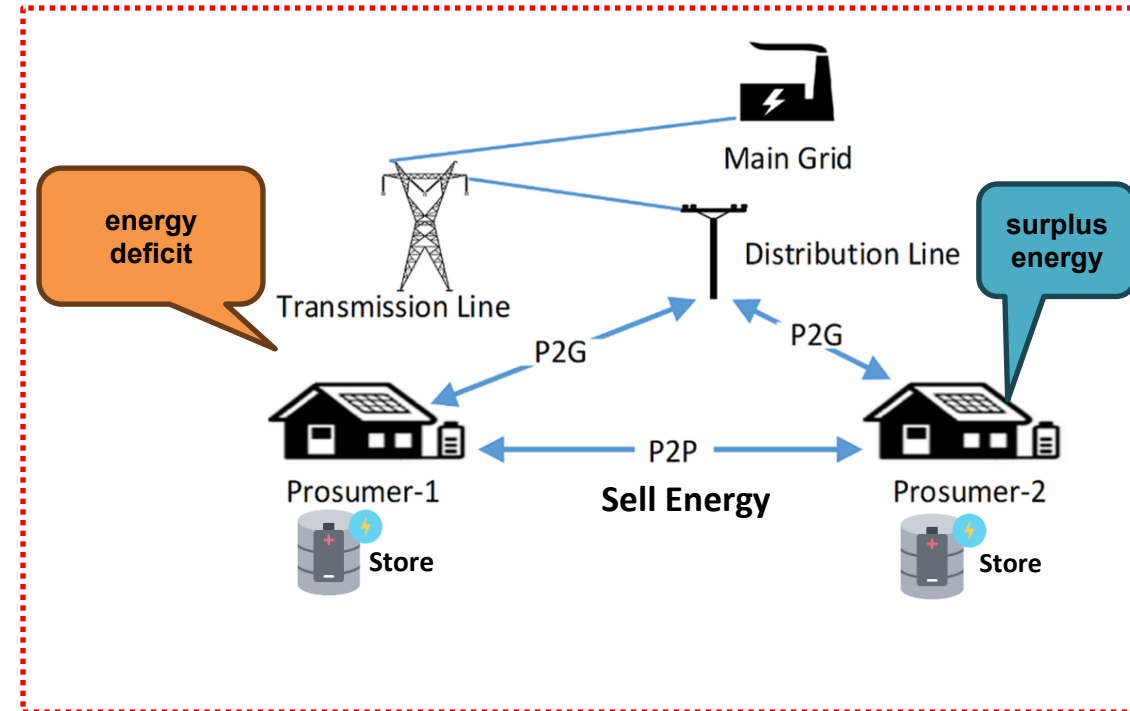 Main Grid
energy
deficit
surplus
energy
Distribution Line
Transmission Line
P2G
P2G
P2P
Prosumer-1
Sell Energy
Prosumer-2
Store
Store